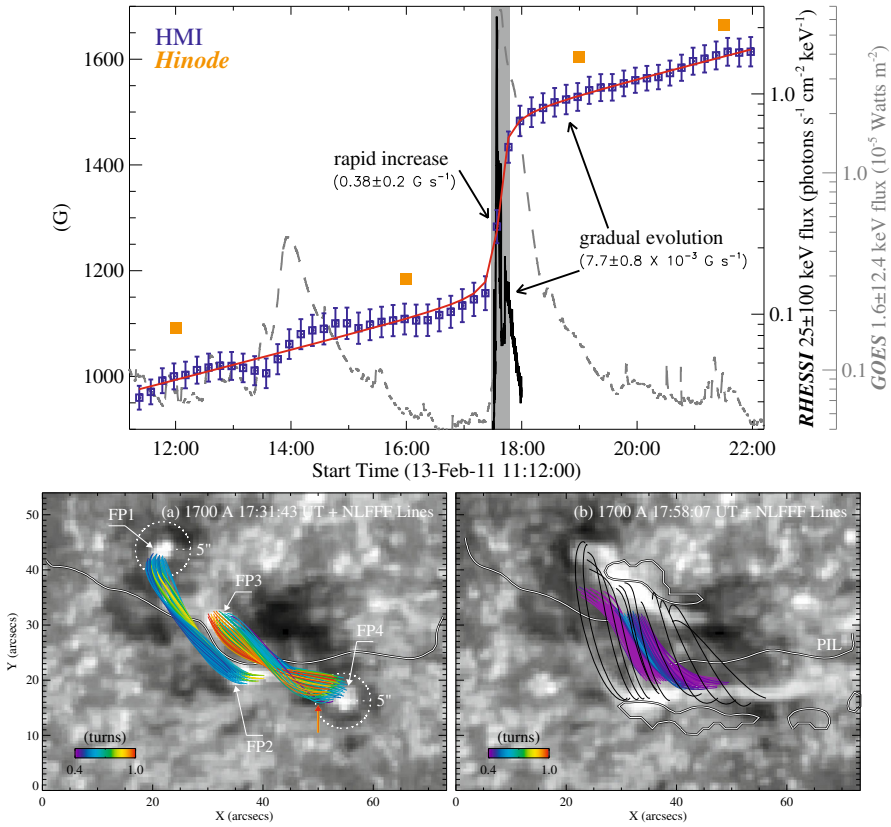 HMI
Hinode
1600
1400
1200
1000
(G)
rapid increase
(0.38±0.2 G s⁻¹)
gradual evolution
(7.7±0.8 X 10⁻³ G s⁻¹)
1.0
0.1
RHESSI 25±100 keV flux (photons s⁻¹ cm⁻² keV⁻¹)
1.0
0.1
GOES 1.6±12.4 keV flux (10⁻⁵ Watts m⁻²)
12:00 14:00 16:00 18:00 20:00 22:00
Start Time (13-Feb-11 11:12:00)
(a) 1700 A 17:31:43 UT + NLFFF Lines
FP1
5"
FP3
FP4
5"
FP2
(turns)
0.4 1.0
50
40
30
20
10
0
Y (arcsecs)
0 20 40 60
X (arcsecs)
(b) 1700 A 17:58:07 UT + NLFFF Lines
PIL
(turns)
0.4 1.0
0 20 40 60
X (arcsecs)